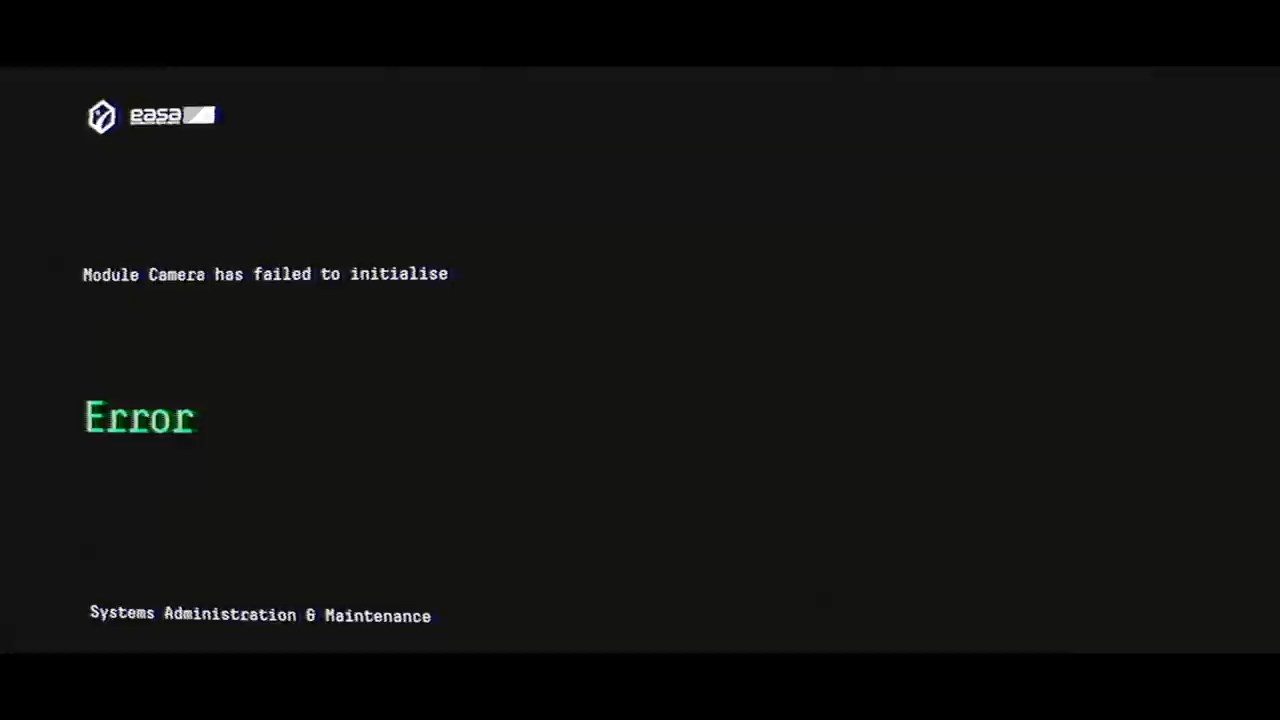 easa
Module Camera has failed to initialise
Error
Systems Administration & Maintenance